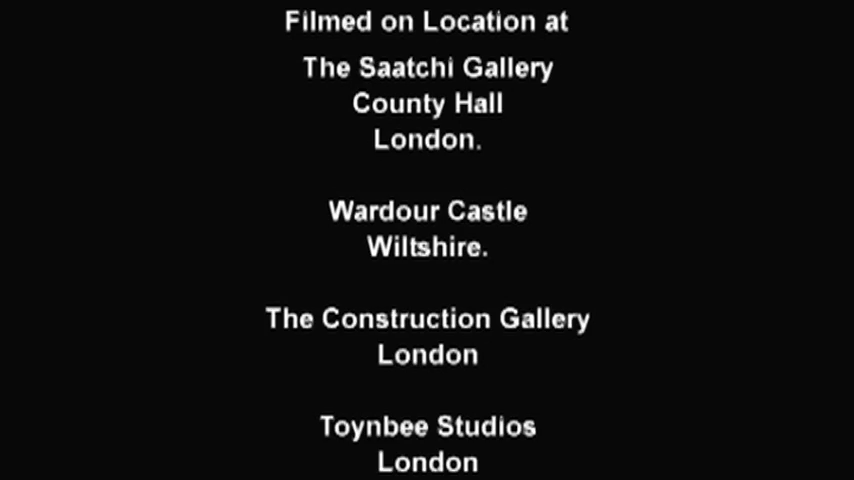 Filmed on Location at
The Saatchi Gallery
County Hall
London.
Wardour Castle
Wiltshire.
The Construction Gallery
London
Toynbee Studios
London